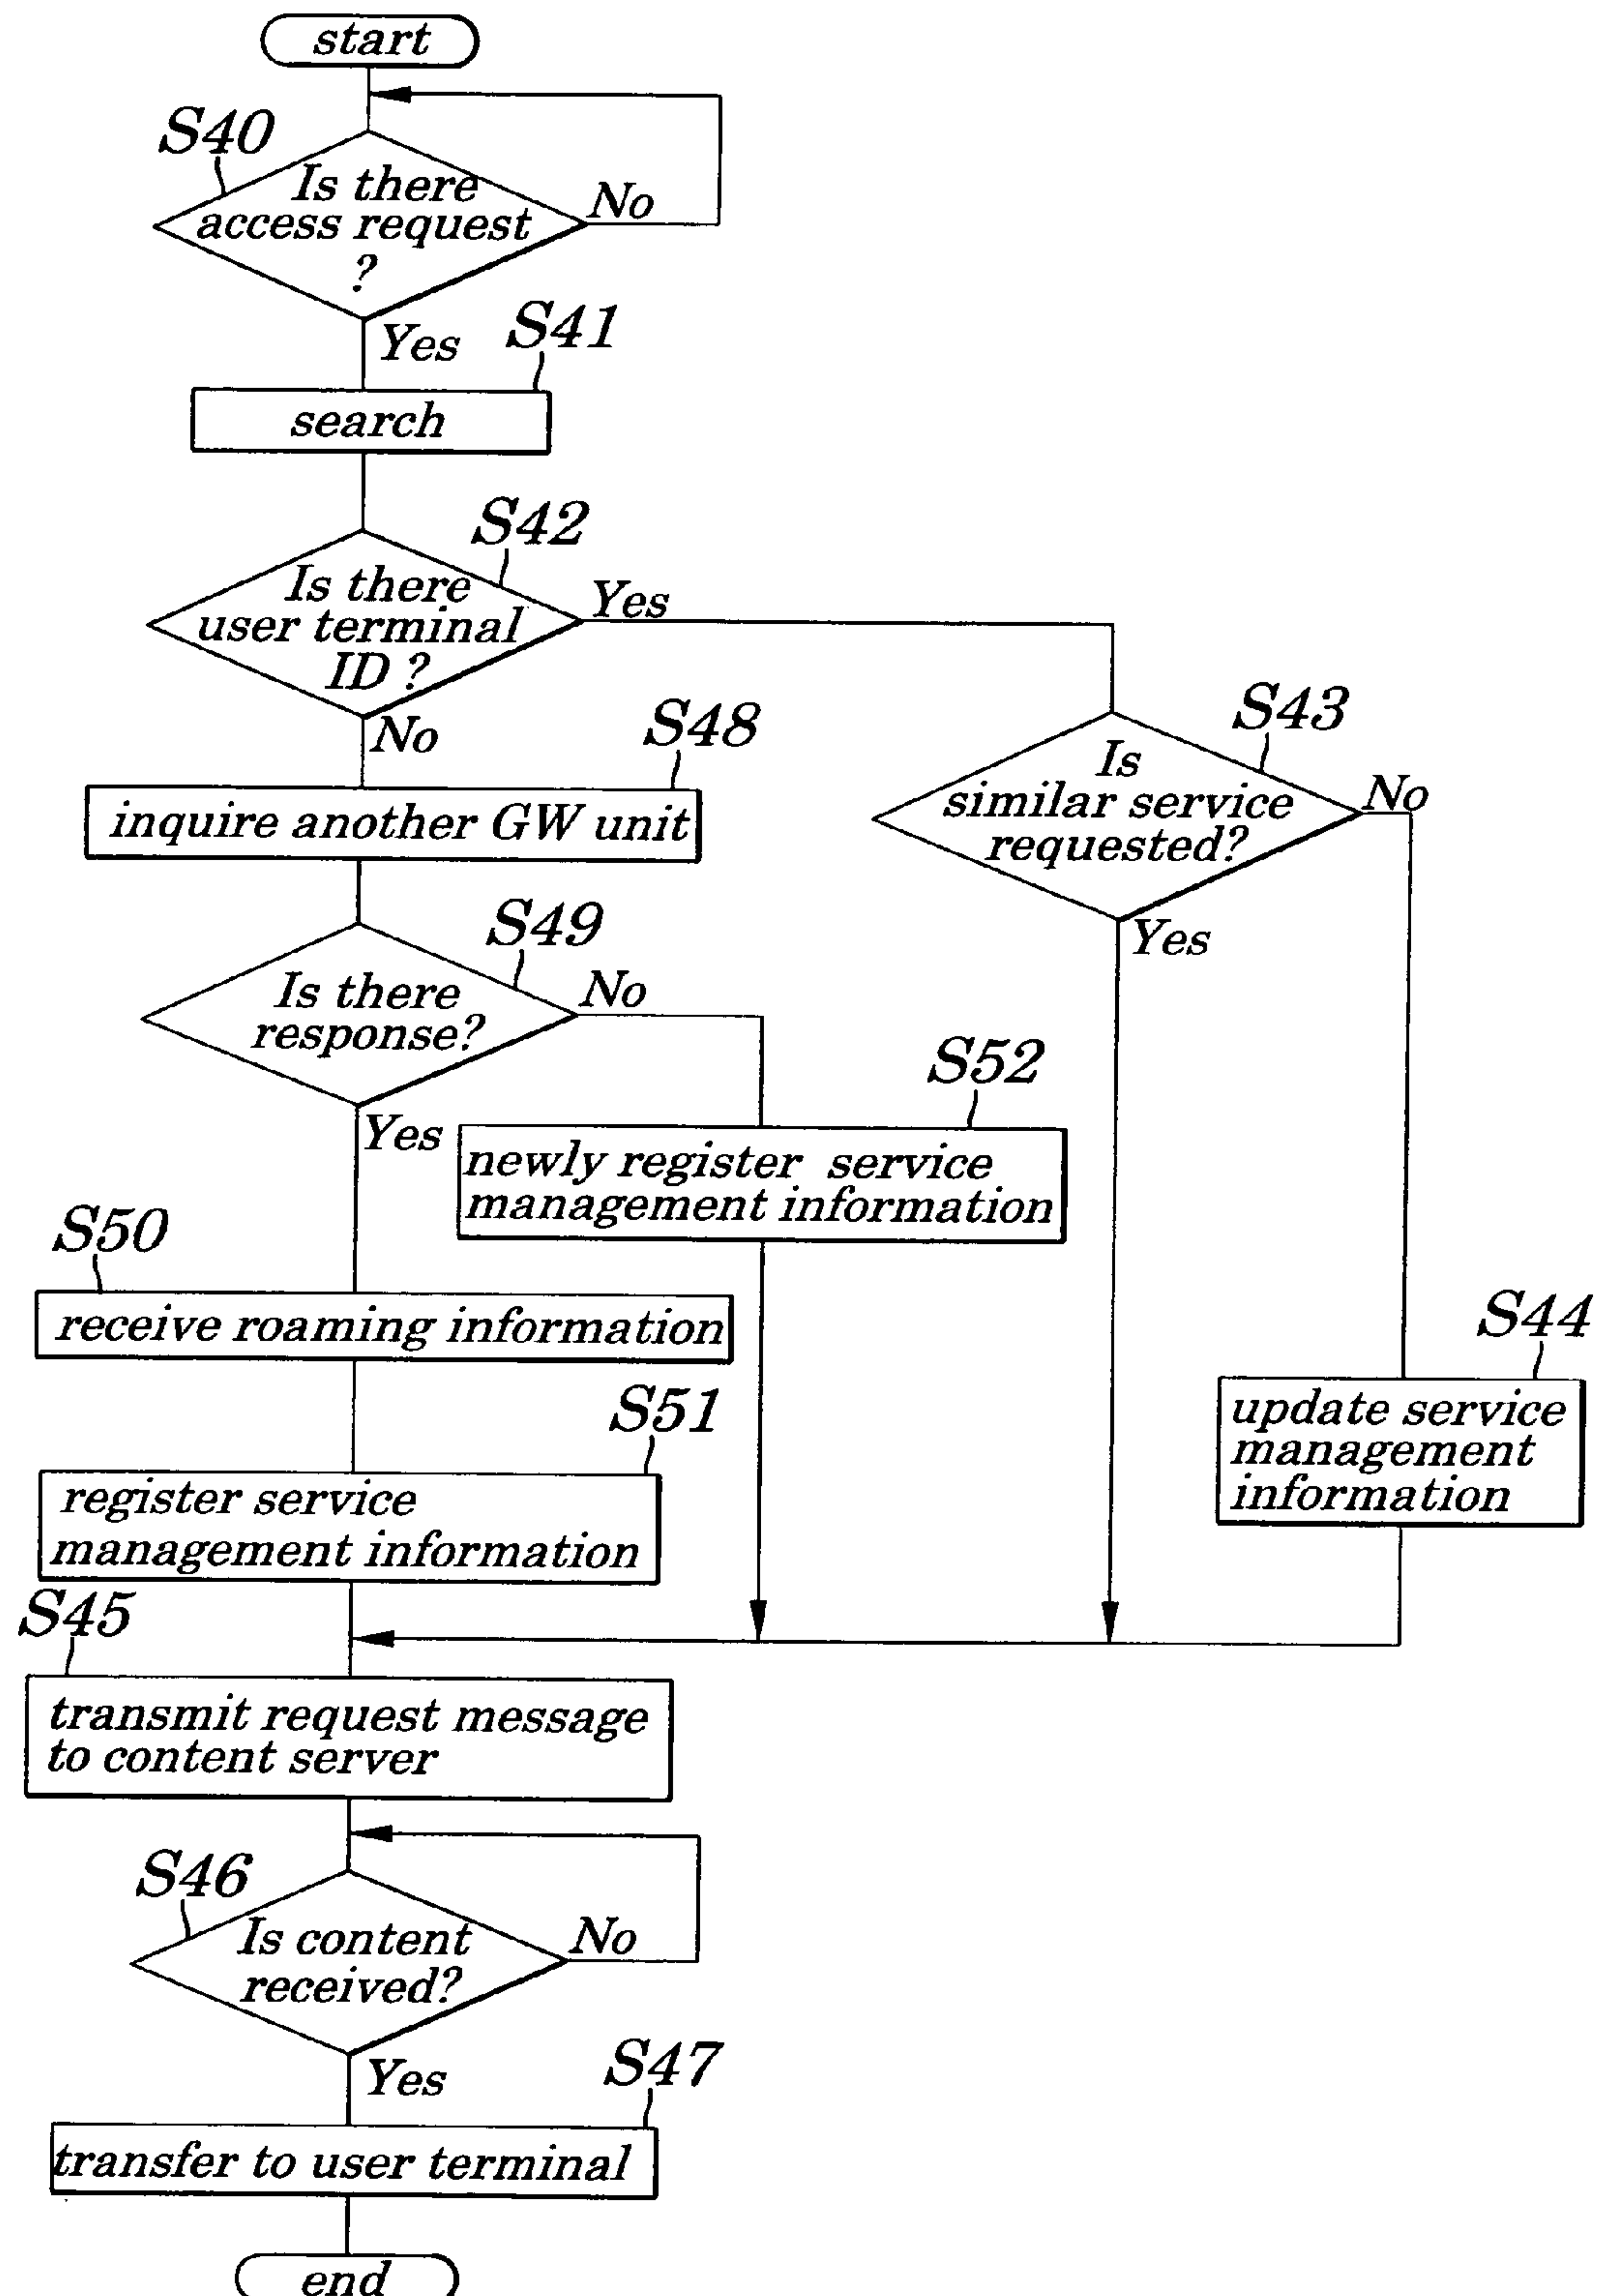 start
S40
Is there
access request
?
No
Yes
S41
search
S42
Is there
user terminal
ID ?
Yes
No
S48
inquire another GW unit
S43
Is
similar service
requested?
No
Yes
S49
Is there
response?
No
Yes
S52
newly register service
management information
S50
receive roaming information
S44
update service
management
information
S51
register service
management information
S45
transmit request message
to content server
S46
Is content
received?
No
Yes
S47
transfer to user terminal
end